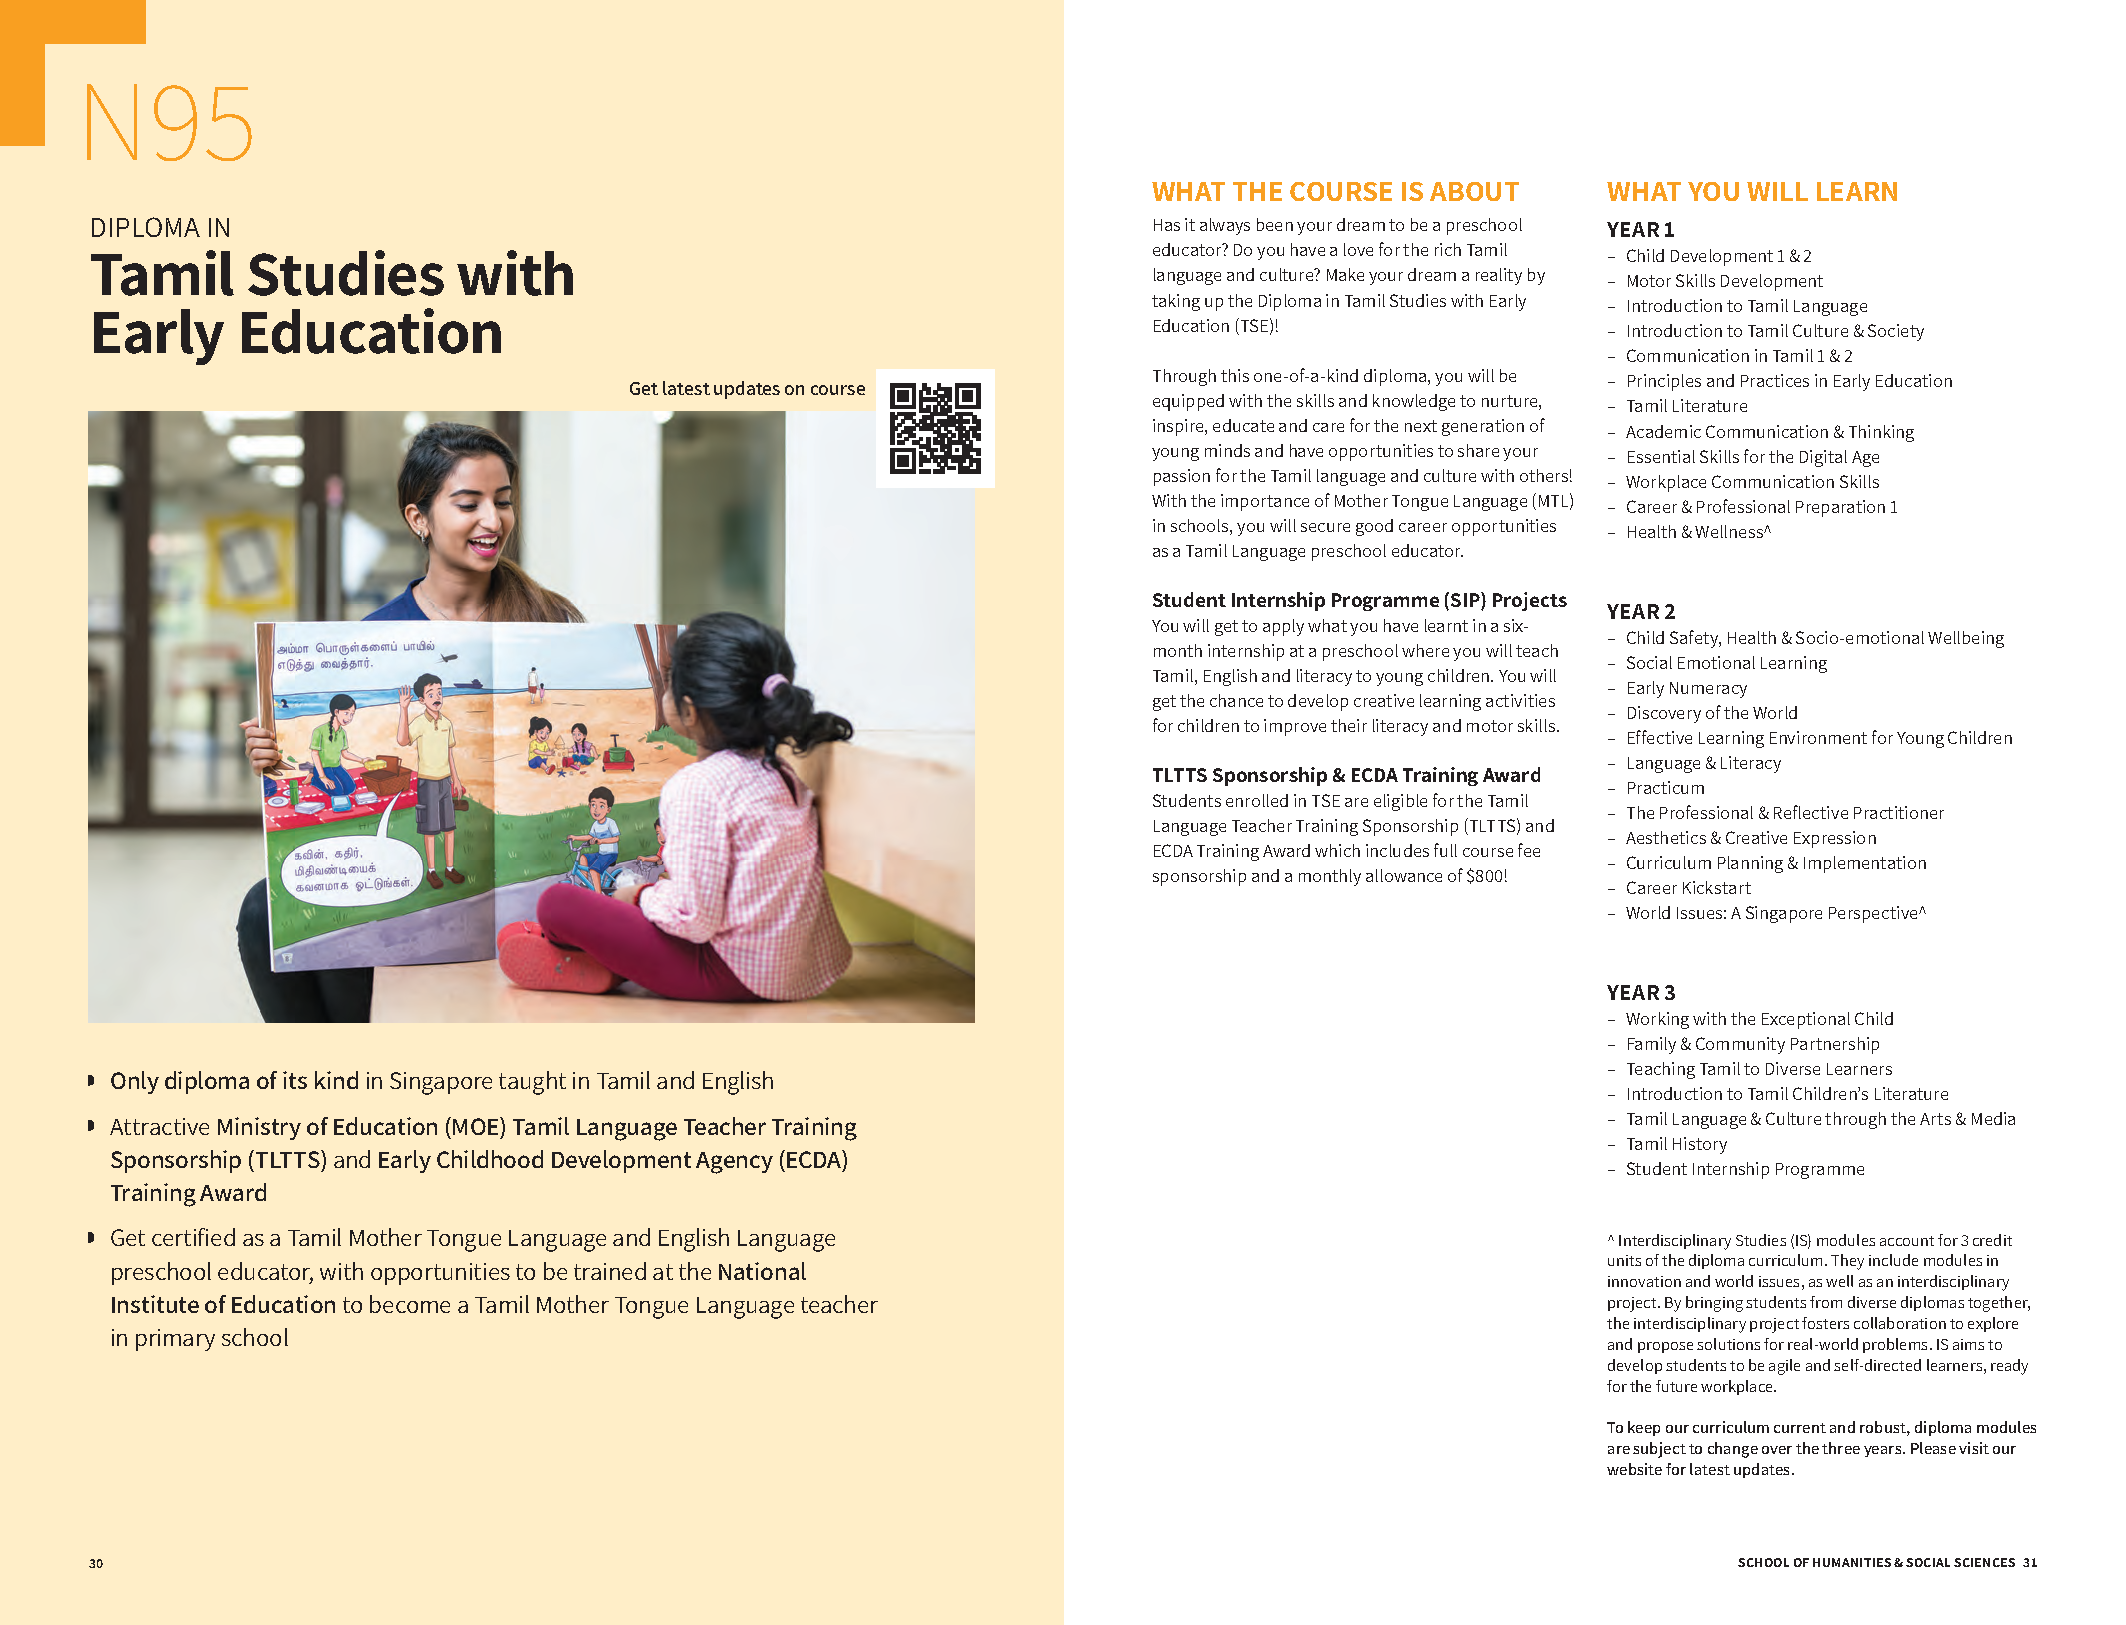 N95
DIPLOMA IN
Tamil Studies with
Early Education
Get latest updates on course
அம்மா பொருள்களைப் பாயில்
எடுத்து வைத்தார்.
கவின், கதிர்,
மிதிவண்டியைக்
கவனமாக ஓட்டுங்கள்.
8
Only diploma of its kind in Singapore taught in Tamil and English
Attractive Ministry of Education (MOE) Tamil Language Teacher Training
Sponsorship (TLTTS) and Early Childhood Development Agency (ECDA)
Training Award
Get certified as a Tamil Mother Tongue Language and English Language
preschool educator, with opportunities to be trained at the National
Institute of Education to become a Tamil Mother Tongue Language teacher
in primary school
30
WHAT THE COURSE IS ABOUT
Has it always been your dream to be a preschool
educator? Do you have a love for the rich Tamil
language and culture? Make your dream a reality by
taking up the Diploma in Tamil Studies with Early
Education (TSE)!
Through this one-of-a-kind diploma, you will be
equipped with the skills and knowledge to nurture,
inspire, educate and care for the next generation of
young minds and have opportunities to share your
passion for the Tamil language and culture with others!
With the importance of Mother Tongue Language (MTL)
in schools, you will secure good career opportunities
as a Tamil Language preschool educator.
Student Internship Programme (SIP) Projects
You will get to apply what you have learnt in a six-
month internship at a preschool where you will teach
Tamil, English and literacy to young children. You will
get the chance to develop creative learning activities
for children to improve their literacy and motor skills.
TLTTS Sponsorship & ECDA Training Award
Students enrolled in TSE are eligible for the Tamil
Language Teacher Training Sponsorship (TLTTS) and
ECDA Training Award which includes full course fee
sponsorship and a monthly allowance of $800!
WHAT YOU WILL LEARN
YEAR 1
– Child Development 1 & 2
– Motor Skills Development
– Introduction to Tamil Language
– Introduction to Tamil Culture & Society
– Communication in Tamil 1 & 2
– Principles and Practices in Early Education
– Tamil Literature
– Academic Communication & Thinking
– Essential Skills for the Digital Age
– Workplace Communication Skills
– Career & Professional Preparation 1
– Health & Wellness^
YEAR 2
– Child Safety, Health & Socio-emotional Wellbeing
– Social Emotional Learning
– Early Numeracy
– Discovery of the World
– Effective Learning Environment for Young Children
– Language & Literacy
– Practicum
– The Professional & Reflective Practitioner
– Aesthetics & Creative Expression
– Curriculum Planning & Implementation
– Career Kickstart
– World Issues: A Singapore Perspective^
YEAR 3
– Working with the Exceptional Child
– Family & Community Partnership
– Teaching Tamil to Diverse Learners
– Introduction to Tamil Children’s Literature
– Tamil Language & Culture through the Arts & Media
– Tamil History
– Student Internship Programme
^ Interdisciplinary Studies (IS) modules account for 3 credit
units of the diploma curriculum. They include modules in
innovation and world issues, as well as an interdisciplinary
project. By bringing students from diverse diplomas together,
the interdisciplinary project fosters collaboration to explore
and propose solutions for real-world problems. IS aims to
develop students to be agile and self-directed learners, ready
for the future workplace.
To keep our curriculum current and robust, diploma modules
are subject to change over the three years. Please visit our
website for latest updates.
SCHOOL OF HUMANITIES & SOCIAL SCIENCES 31